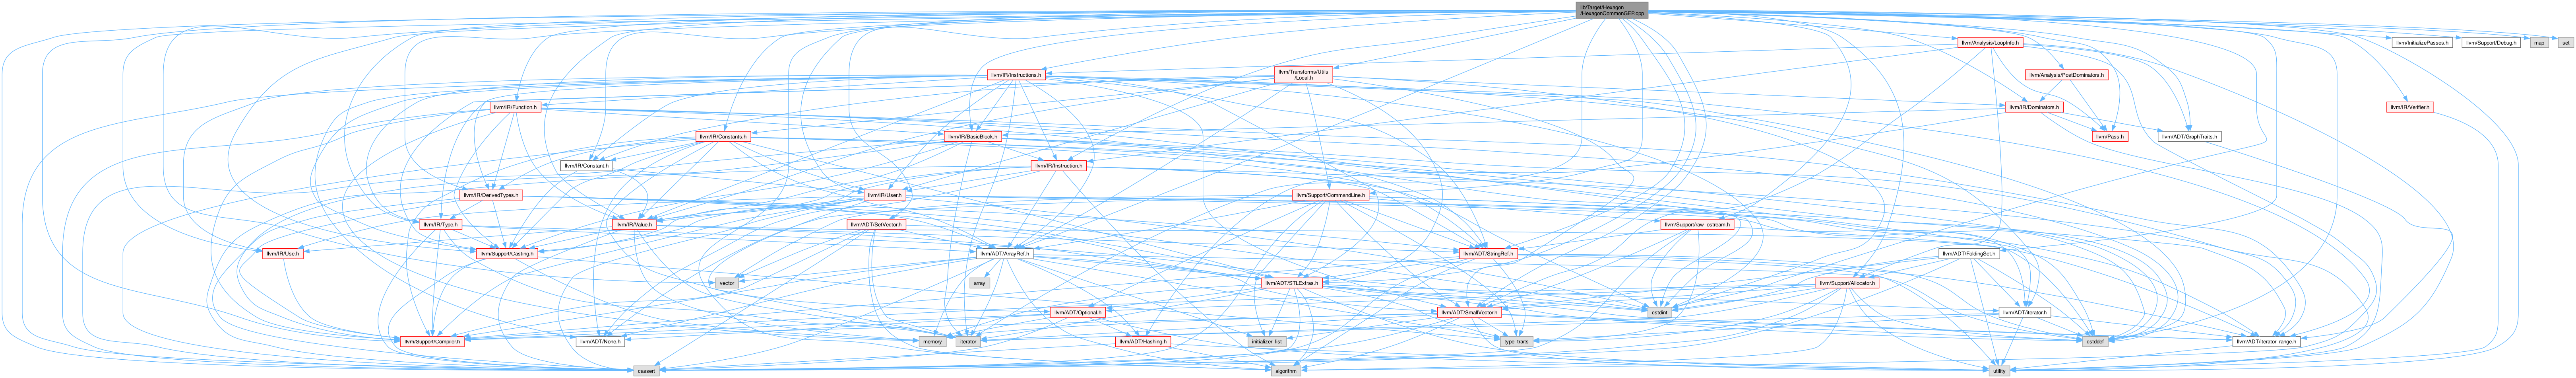 lib/Target/Hexagon
/HexagonCommonGEP.cpp
llvm/Analysis/LoopInfo.h
llvm/InitializePasses.h
llvm/Support/Debug.h
map
set
llvm/IR/Instructions.h
llvm/Transforms/Utils
/Local.h
llvm/Analysis/PostDominators.h
llvm/IR/Function.h
llvm/IR/Dominators.h
llvm/IR/Verifier.h
llvm/IR/Constants.h
llvm/IR/BasicBlock.h
llvm/Pass.h
llvm/ADT/GraphTraits.h
llvm/IR/Constant.h
llvm/IR/Instruction.h
llvm/IR/DerivedTypes.h
llvm/IR/User.h
llvm/Support/CommandLine.h
llvm/IR/Type.h
llvm/IR/Value.h
llvm/ADT/SetVector.h
llvm/Support/raw_ostream.h
llvm/IR/Use.h
llvm/Support/Casting.h
llvm/ADT/ArrayRef.h
llvm/ADT/StringRef.h
llvm/ADT/FoldingSet.h
vector
array
llvm/ADT/STLExtras.h
llvm/Support/Allocator.h
llvm/ADT/Optional.h
llvm/ADT/SmallVector.h
cstdint
llvm/ADT/iterator.h
llvm/Support/Compiler.h
llvm/ADT/None.h
memory
iterator
llvm/ADT/Hashing.h
initializer_list
type_traits
cstddef
llvm/ADT/iterator_range.h
cassert
algorithm
utility